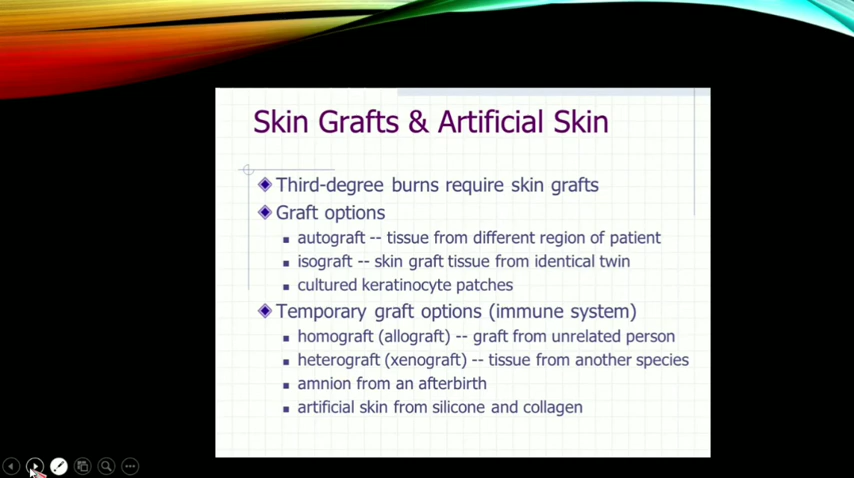 Skin Grafts & Artificial Skin
Third-degree burns require skin grafts
Graft options
autograft -- tissue from different region of patient
isograft -- skin graft tissue from identical twin
cultured keratinocyte patches
Temporary graft options (immune system)
homograft (allograft) -- graft from unrelated person
heterograft (xenograft) -- tissue from another species
amnion from an afterbirth
artificial skin from silicone and collagen